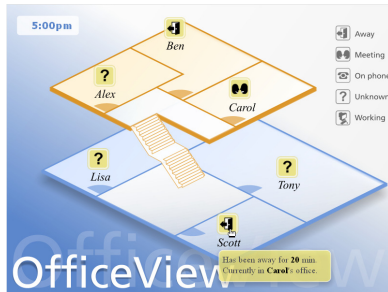 5:00pm
Ben
Away
Meeting
On phone
? Unknown
Working
?
Alex
Carol
?
Lisa
?
Tony
Scott
Has been away for 20 min.
Currently in Carol's office.
OfficeView
OfficeView